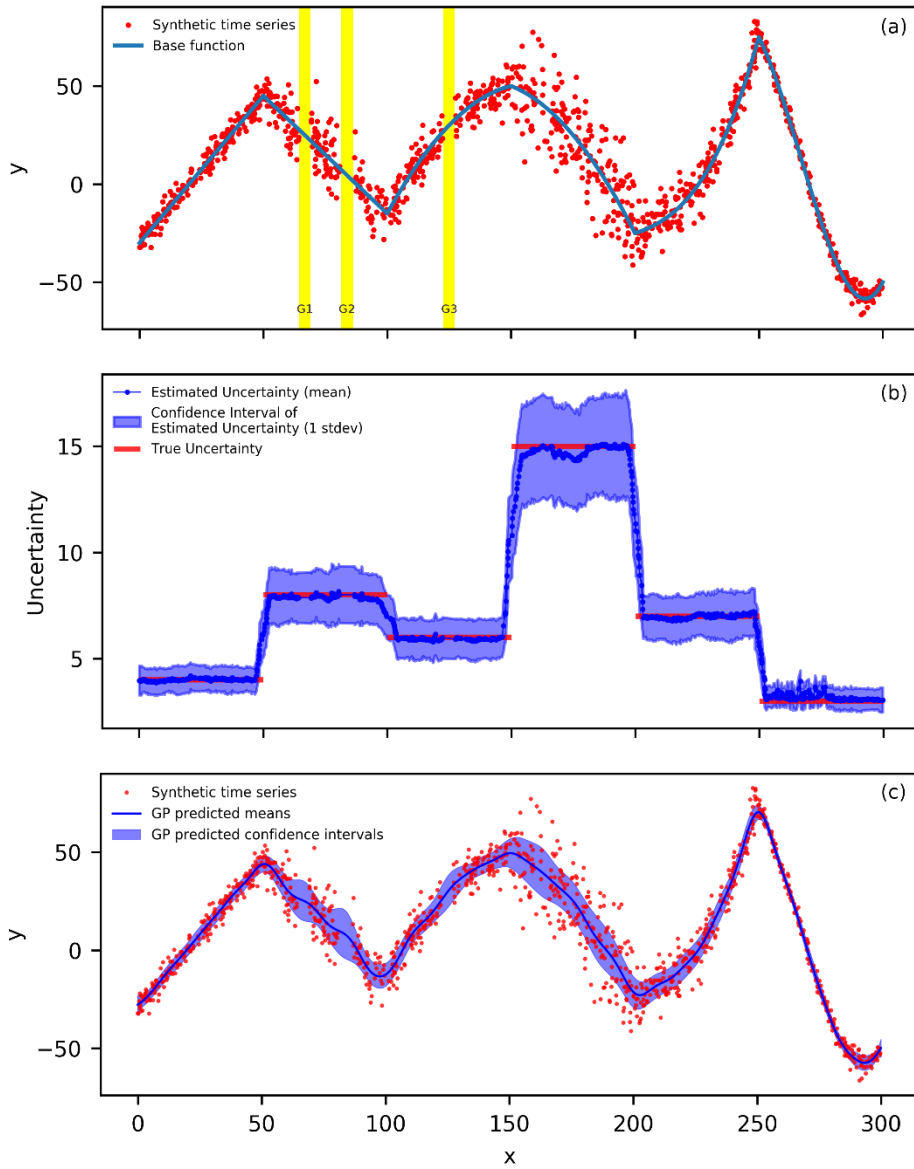 Synthetic time series
Base function
(a)
50
0
−50
y
G1
G2
G3
Estimated Uncertainty (mean)
Confidence Interval of
Estimated Uncertainty (1 stdev)
True Uncertainty
(b)
15
10
5
Uncertainty
Synthetic time series
GP predicted means
GP predicted confidence intervals
(c)
50
0
−50
y
0 50 100 150 200 250 300
x